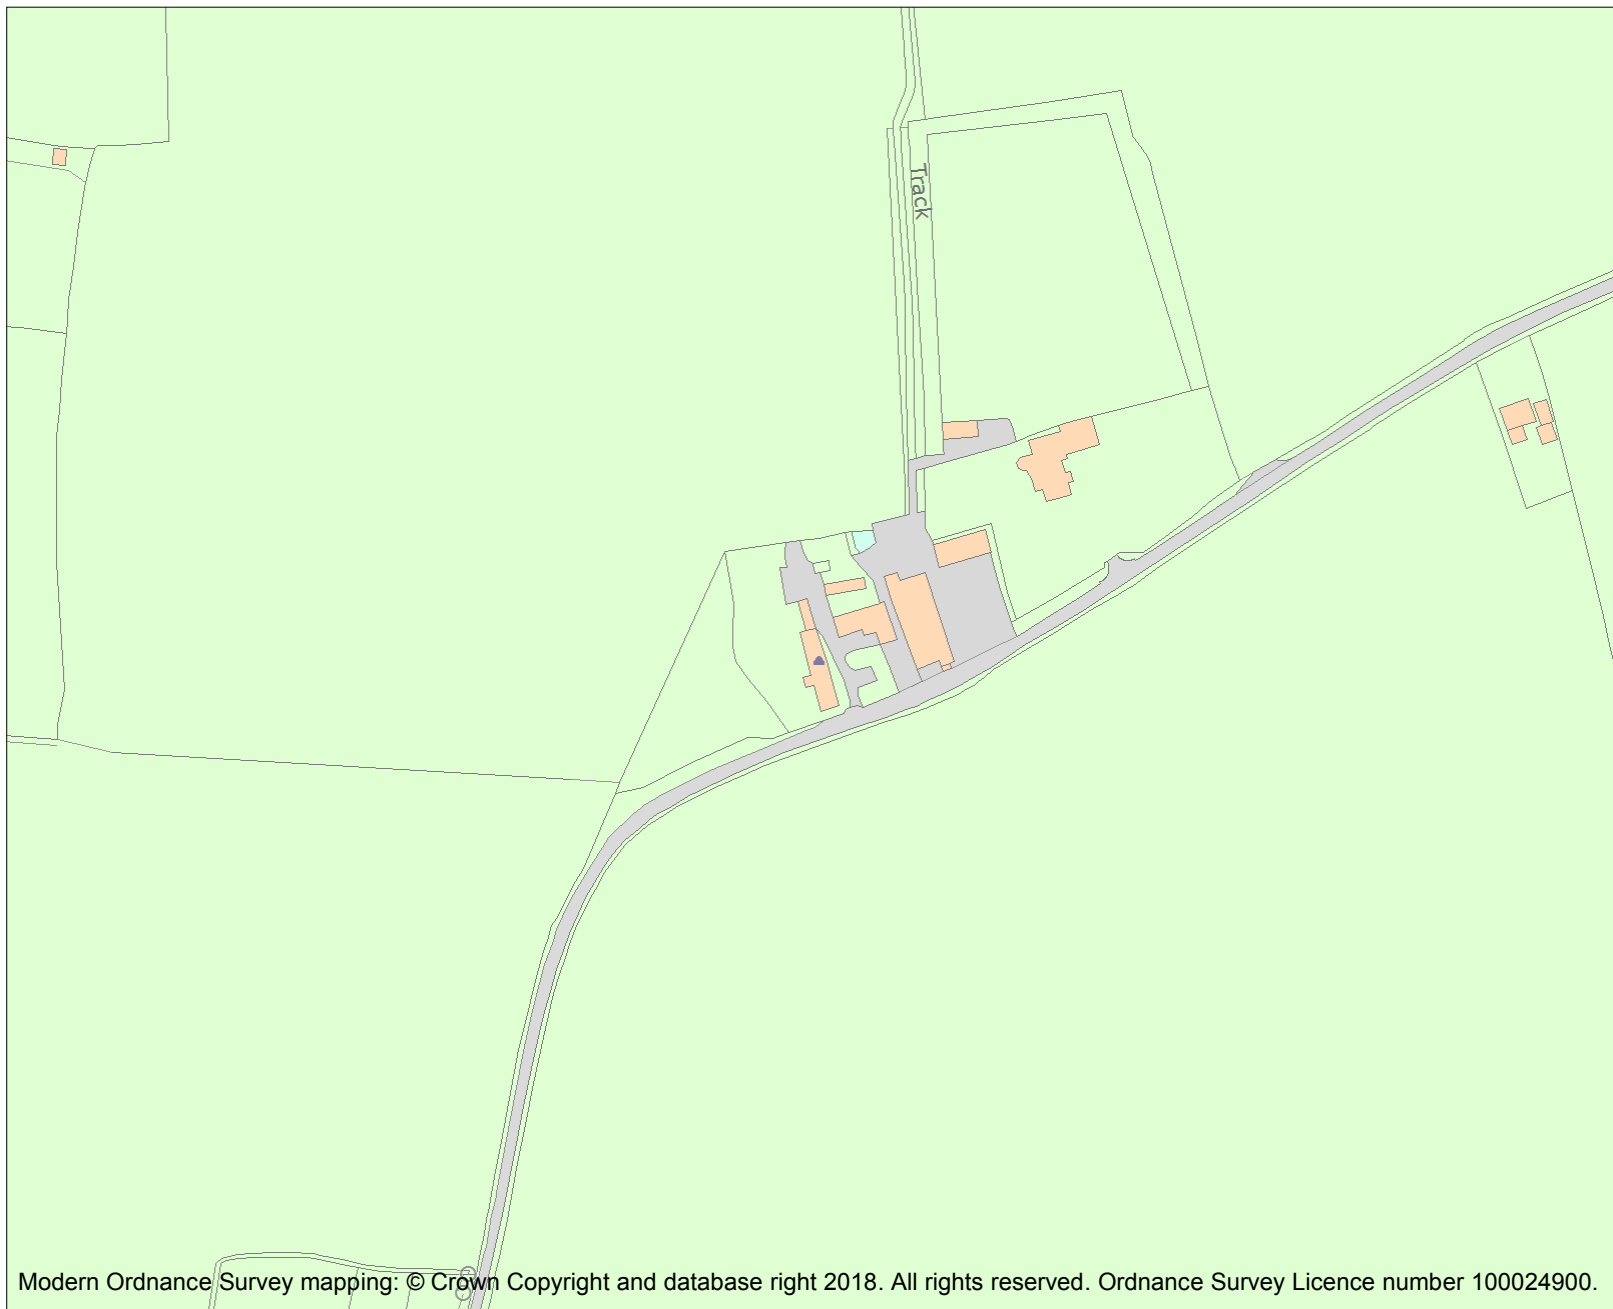 Track
Modern Ordnance Survey mapping: © Crown Copyright and database right 2018. All rights reserved. Ordnance Survey Licence number 100024900.